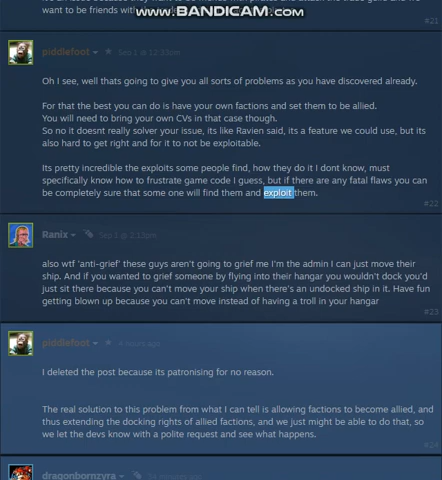 want to be friends with
www.BANDICAM.com
#21
piddlefoot Sep 1 @ 12:33pm
Oh I see, well thats going to give you all sorts of problems as you have discovered already.
For that the best you can do is have your own factions and set them to be allied.
You will need to bring your own CVs in that case though.
So no it doesnt really solver your issue, its like Ravien said, its a feature we could use, but its
also hard to get right and for it to not be exploitable.
Its pretty incredible the exploits some people find, how they do it I dont know, must
specifically know how to frustrate game code I guess, but if there are any fatal flaws you can
be completely sure that some one will find them and exploit them.
#22
Ranix Sep 1 @ 2:13pm
also wtf 'anti-grief' these guys aren't going to grief me I'm the admin I can just move their
ship. And if you wanted to grief someone by flying into their hangar you wouldn't dock you'd
just sit there because you can't move your ship when there's an undocked ship in it. Have fun
getting blown up because you can't move instead of having a troll in your hangar
#23
piddlefoot hours ago
I deleted the post because its patronising for no reason.
The real solution to this problem from what I can tell is allowing factions to become allied, and
thus extending the docking rights of allied factions, and we just might be able to do that, so
we let the devs know with a polite request and see what happens.
#24
dragonbornzyra minutes ago